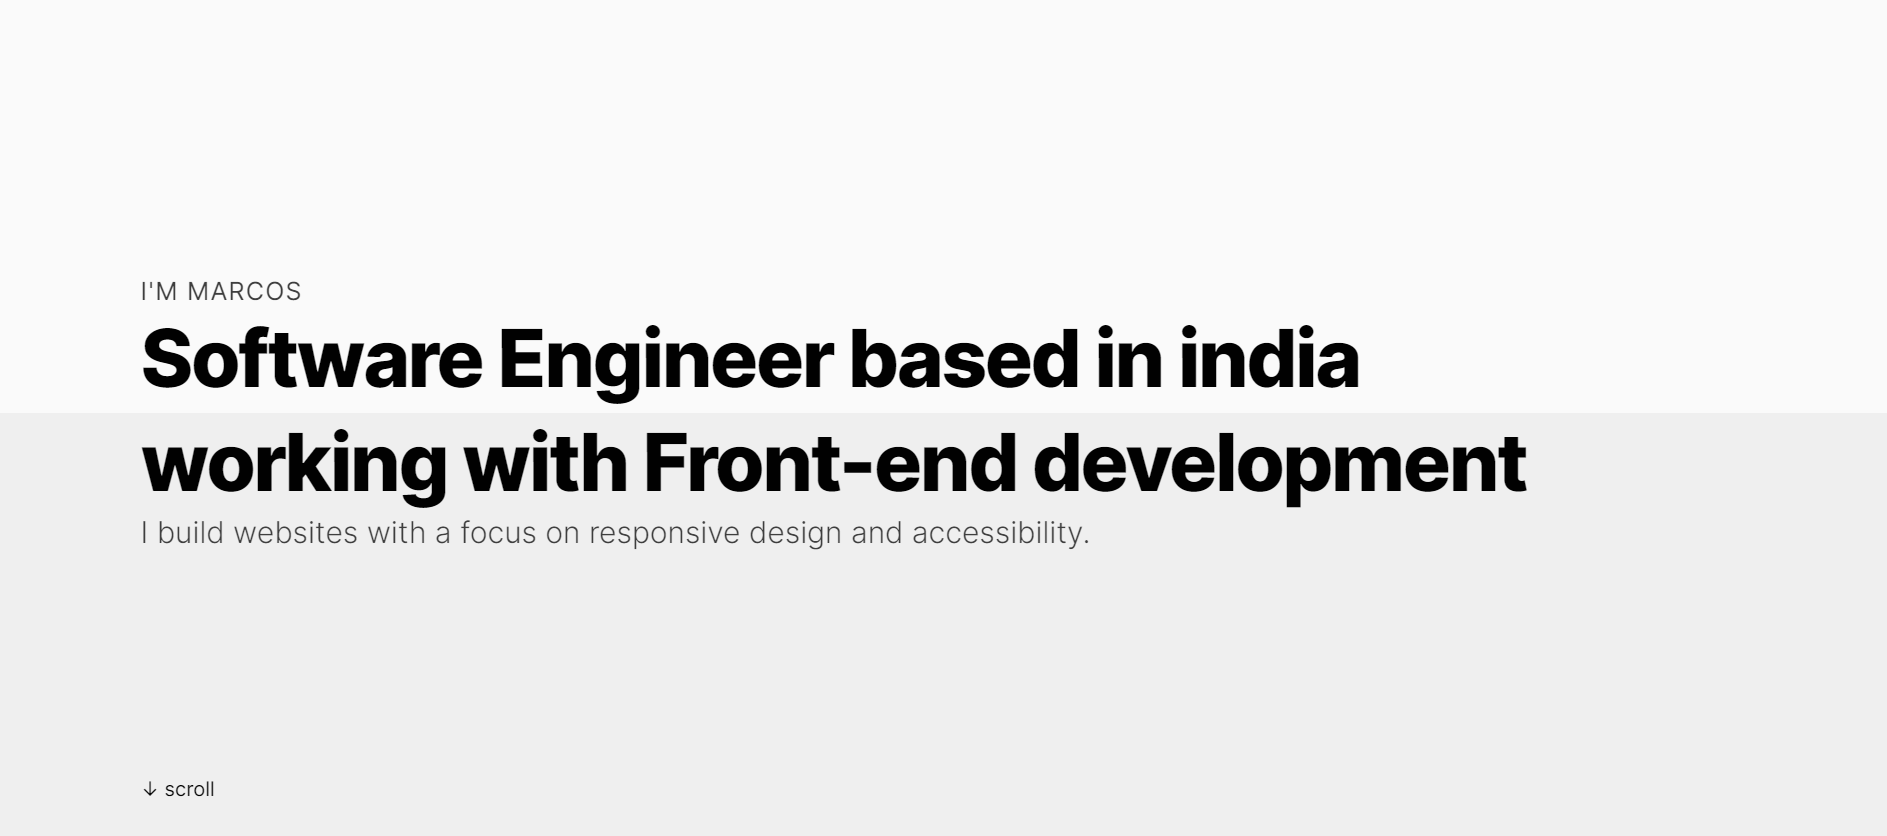 I'M MARCOS
Software Engineer based in india
working with Front-end development
I build websites with a focus on responsive design and accessibility.
↓ scroll